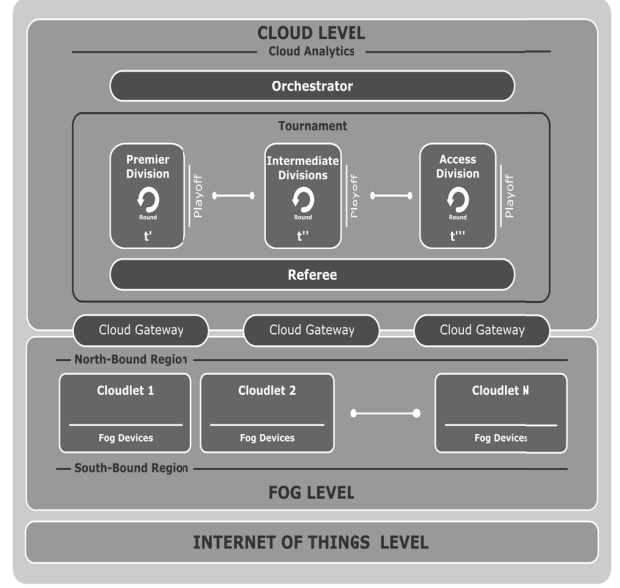 CLOUD LEVEL
Cloud Analytics
Orchestrator
Tournament
Premier
Division
Round
t'
Playoff
Intermediate
Divisions
Round
t''
Playoff
Access
Division
Round
t'''
Playoff
Referee
Cloud Gateway
Cloud Gateway
Cloud Gateway
North-Bound Region
Cloudlet 1
Fog Devices
Cloudlet 2
Fog Devices
Cloudlet N
Fog Devices
South-Bound Region
FOG LEVEL
INTERNET OF THINGS LEVEL